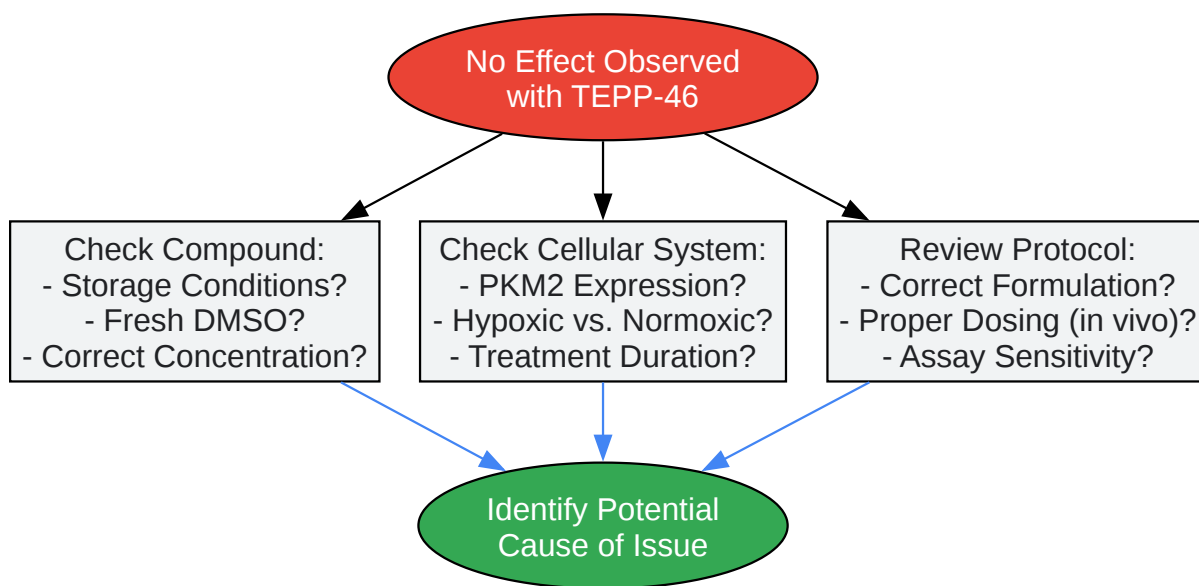 No Effect Observed
with TEPP-46
Check Compound:
- Storage Conditions?
- Fresh DMSO?
- Correct Concentration?
Check Cellular System:
- PKM2 Expression?
- Hypoxic vs. Normoxic?
- Treatment Duration?
Review Protocol:
- Correct Formulation?
- Proper Dosing (in vivo)?
- Assay Sensitivity?
Identify Potential
Cause of Issue